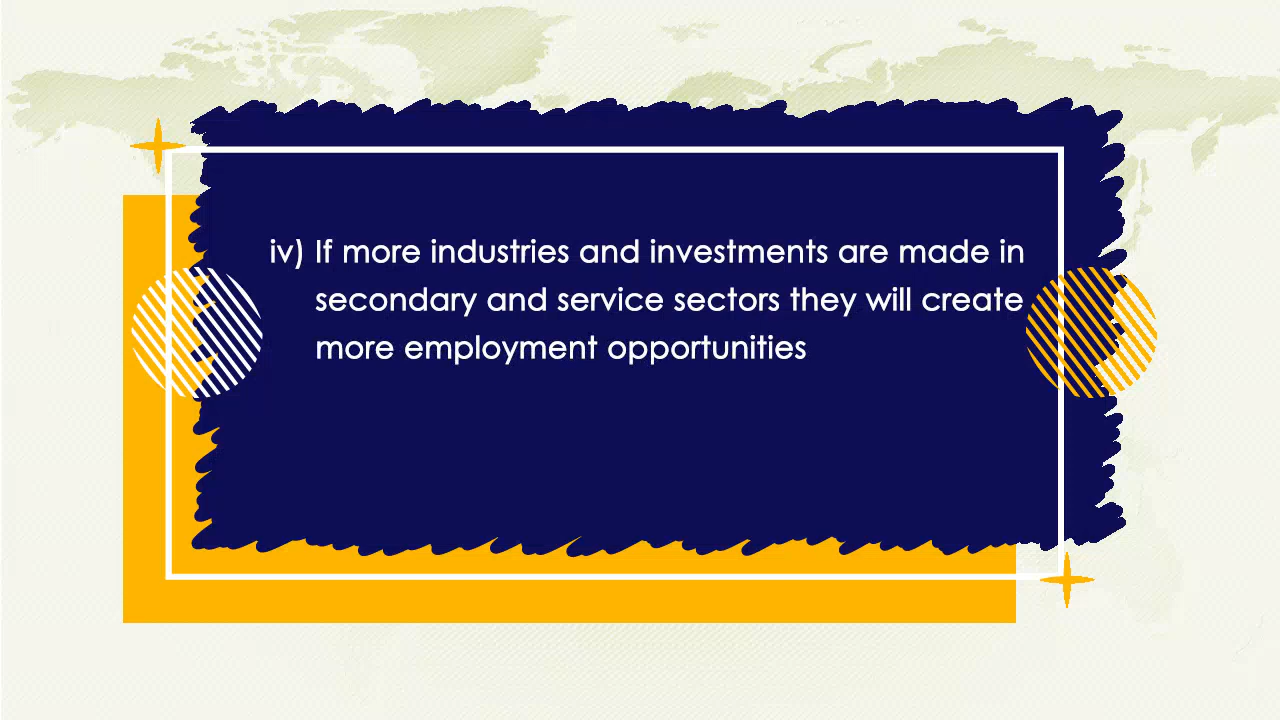 iv) If more industries and investments are made in
secondary and service sectors they will create
more employment opportunities